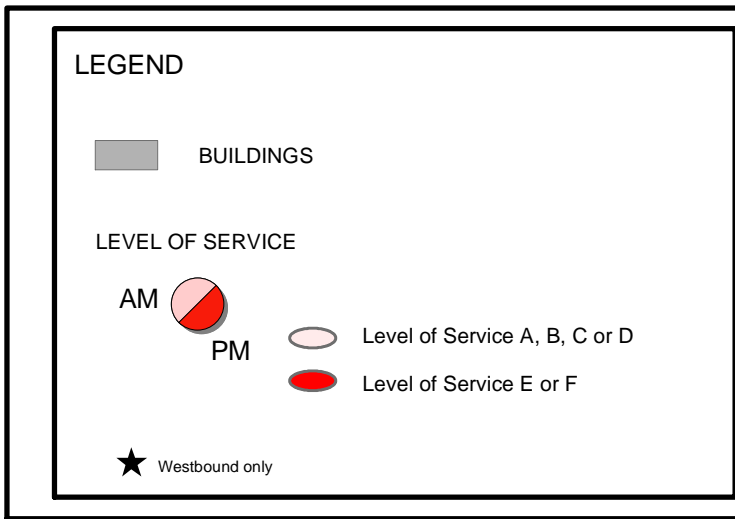 LEGEND
BUILDINGS
LEVEL OF SERVICE
AM
PM
Level of Service A, B, C or D
Level of Service E or F
Westbound only